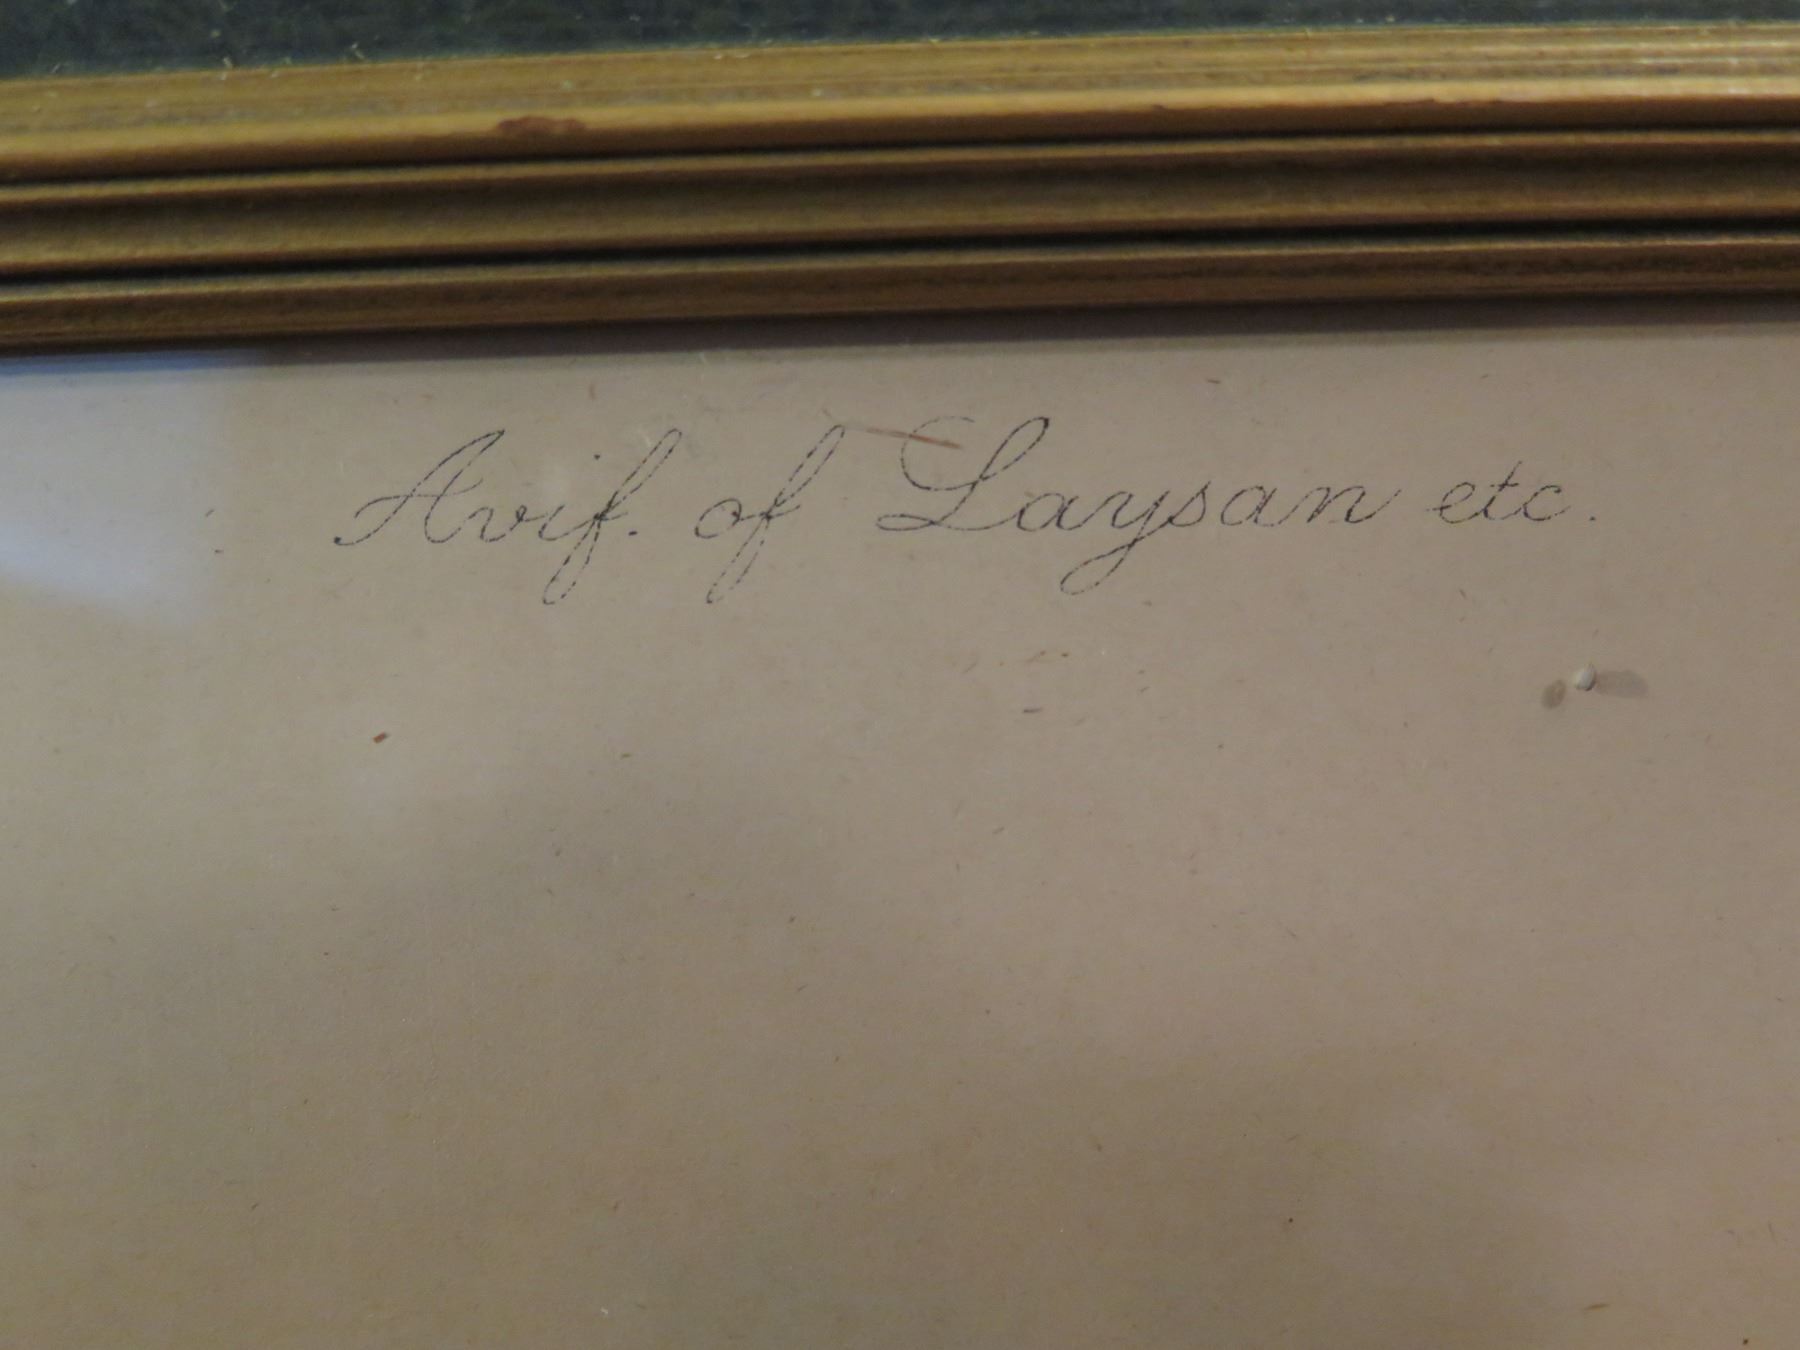 Avif. of Laysan etc.